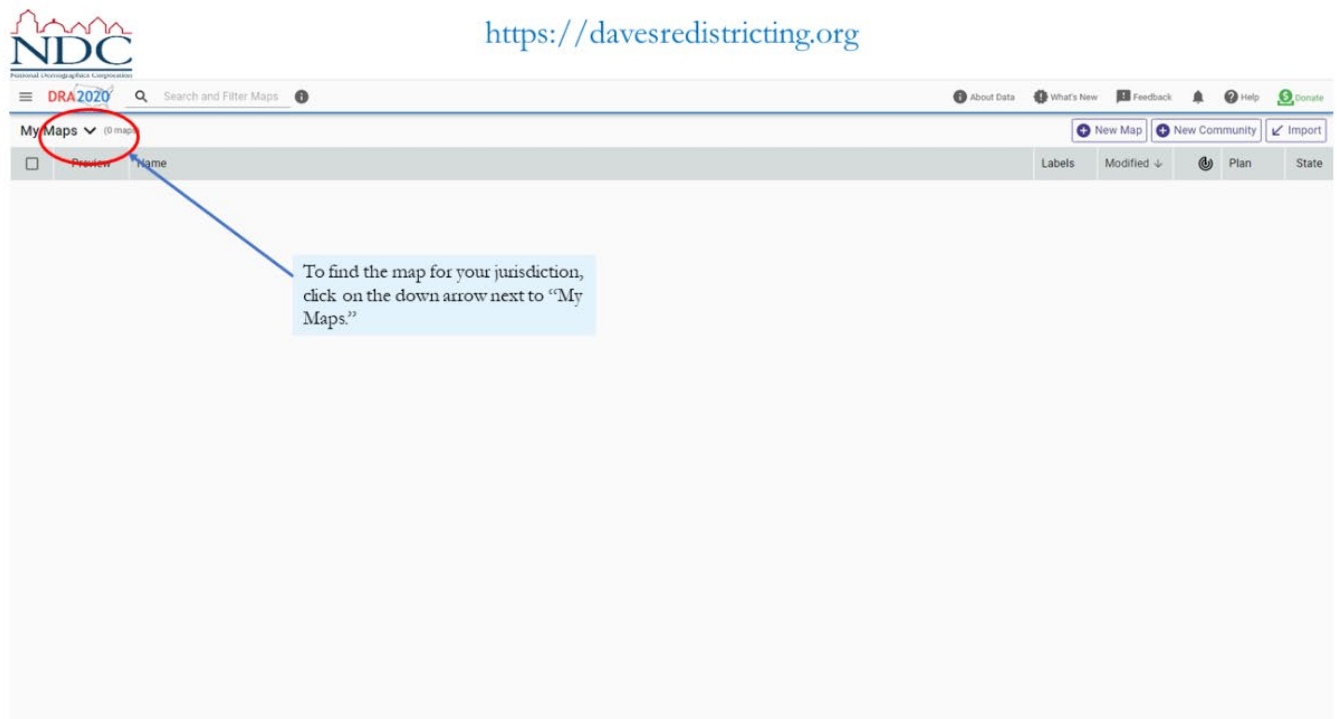 https://davesredistricting.org
NDC
National Demographics Corporation
DRA2020 Search and Filter Maps About Data What's New Feedback Help Donate
My Maps (0 maps) New Map New Community Import
Preview Name Labels Modified ↓ Plan State
To find the map for your jurisdiction,
click on the down arrow next to “My
Maps.”